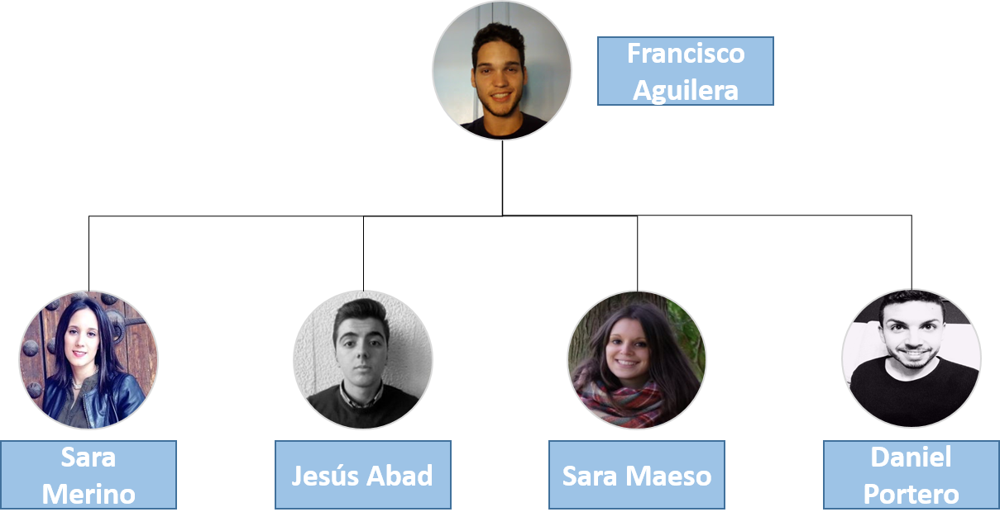 Francisco
Aguilera
Sara
Merino
Jesús Abad
Sara Maeso
Daniel
Portero